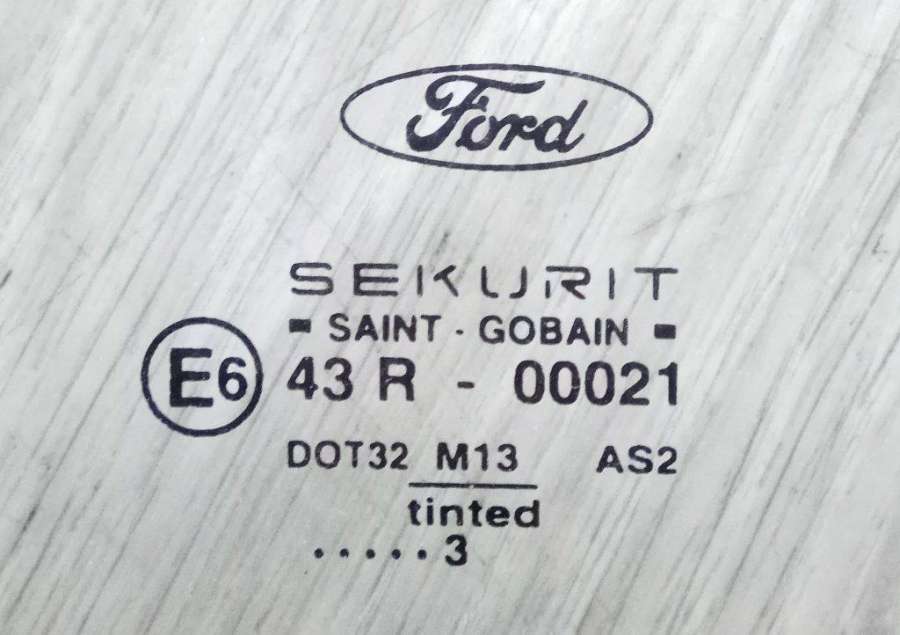 Ford
SEKURIT
SAINT - GOBAIN
E6 43 R - 00021
DOT32 M13 AS2
tinted
.....3